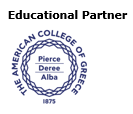 Educational Partner
THE AMERICAN COLLEGE OF GREECE
Pierce
Deree
Alba
1875